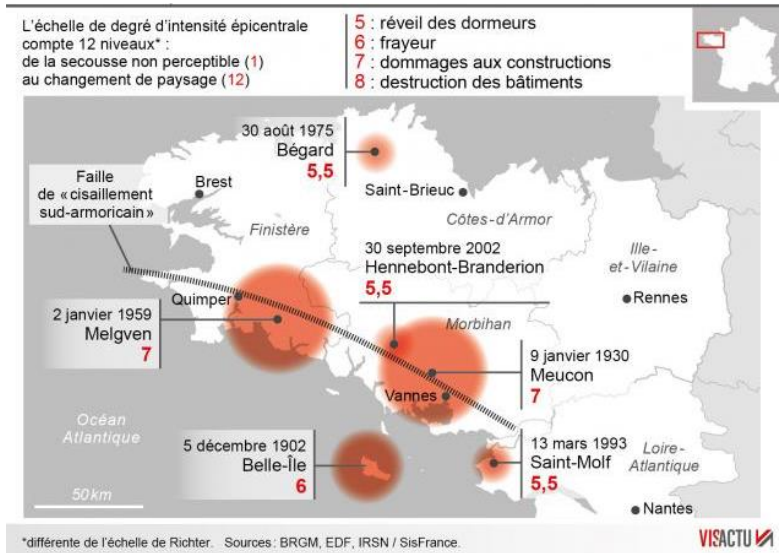 L'échelle de degré d'intensité épicentrale
compte 12 niveaux* :
de la secousse non perceptible (1)
au changement de paysage (12)
5 : réveil des dormeurs
6 : frayeur
7 : dommages aux constructions
8 : destruction des bâtiments
30 août 1975
Bégard
5,5
Faille
de « cisaillement
sud-armoricain »
Brest
Saint-Brieuc
Finistère
Côtes-d'Armor
30 septembre 2002
Hennebont-Branderion
5,5
Ille-
et-Vilaine
Quimper
Rennes
2 janvier 1959
Melgven
7
Morbihan
9 janvier 1930
Meucon
7
Vannes
Océan
Atlantique
5 décembre 1902
Belle-Île
6
13 mars 1993
Saint-Molf
5,5
Loire-
Atlantique
50 km
Nantes
*différente de l'échelle de Richter. Sources : BRGM, EDF, IRSN / SisFrance.
VISACTU